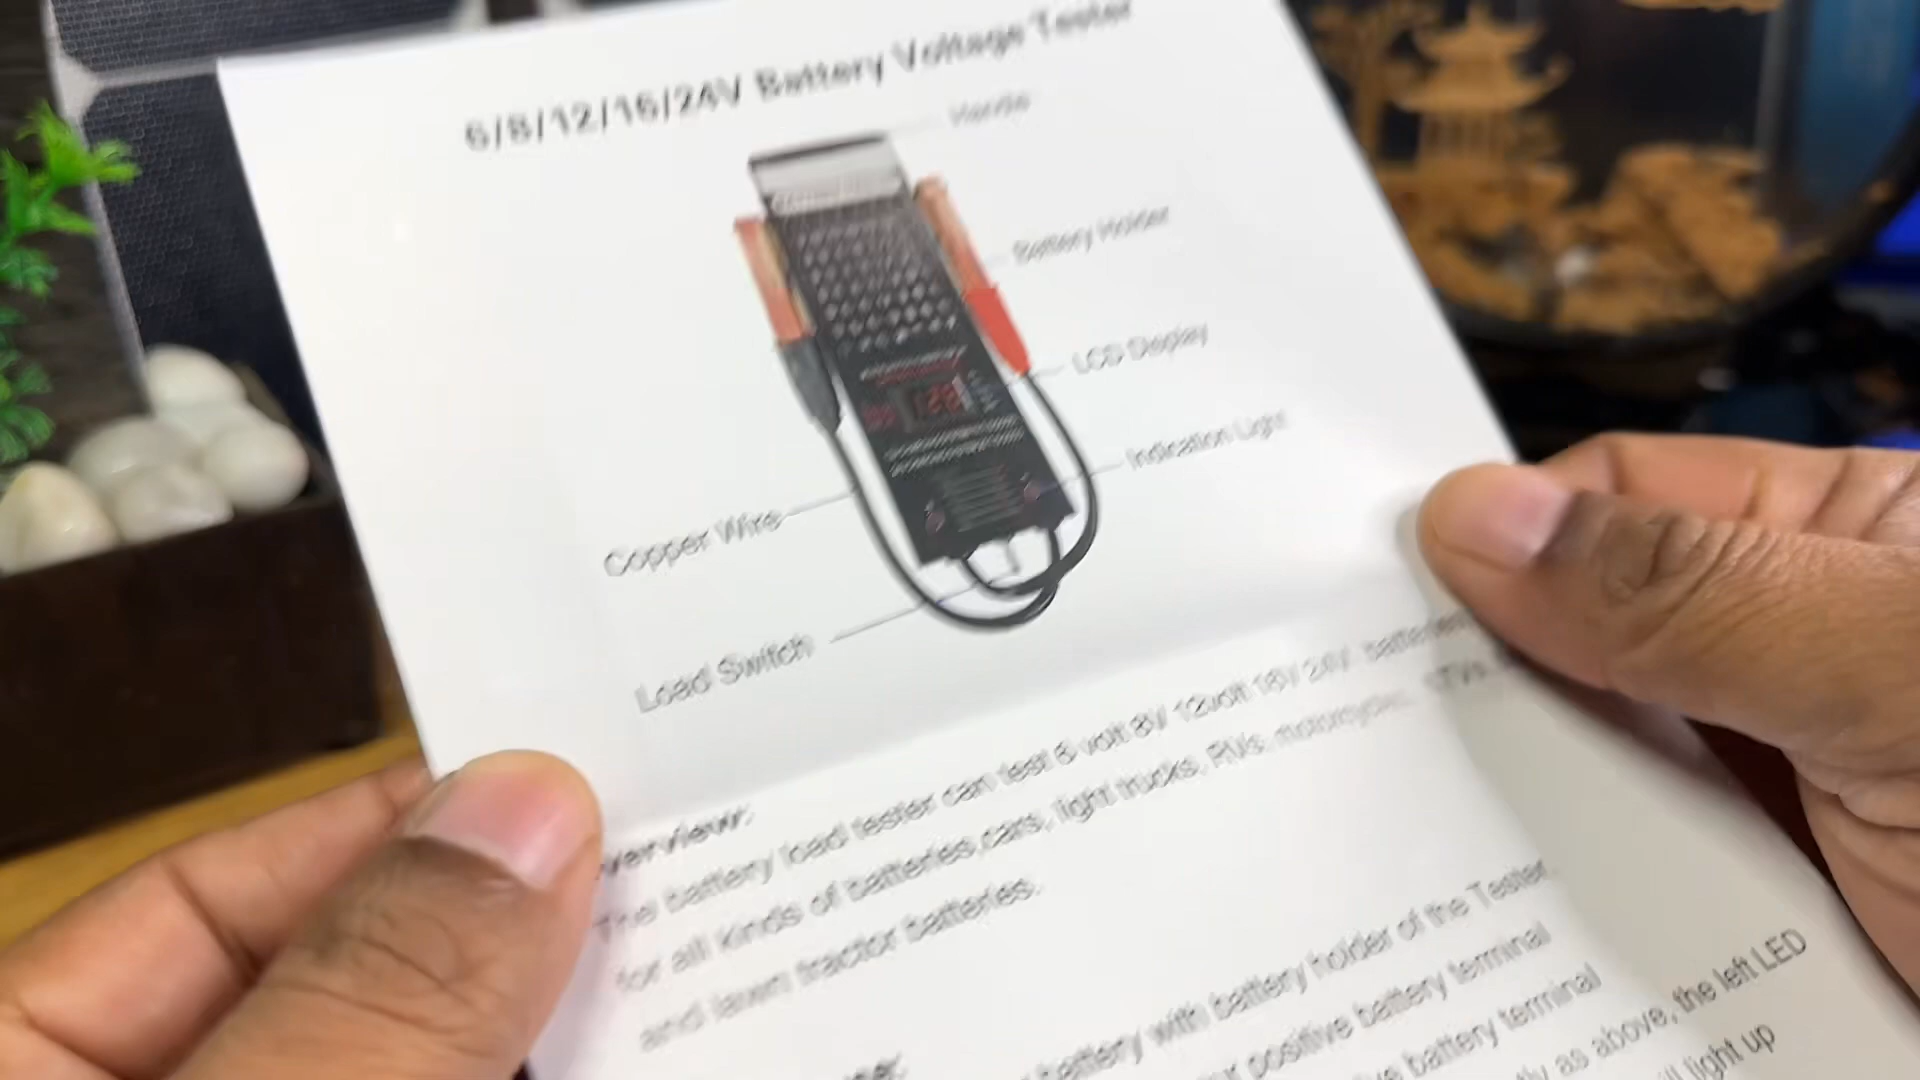 6/8/12/16/24V Battery Voltage Tester
Handle
Battery Holder
LCD Display
Indication Light
Copper Wire
Load Switch
verview:
The battery load tester can test 6 volt 8V 12volt 16V 24V batteries
for all kinds of batteries,cars, light trucks, RVs, motorcycles, ATVs,
and lawn tractor batteries.
battery with battery holder of the Tester.
positive battery terminal
battery terminal
as above, the left LED
light up